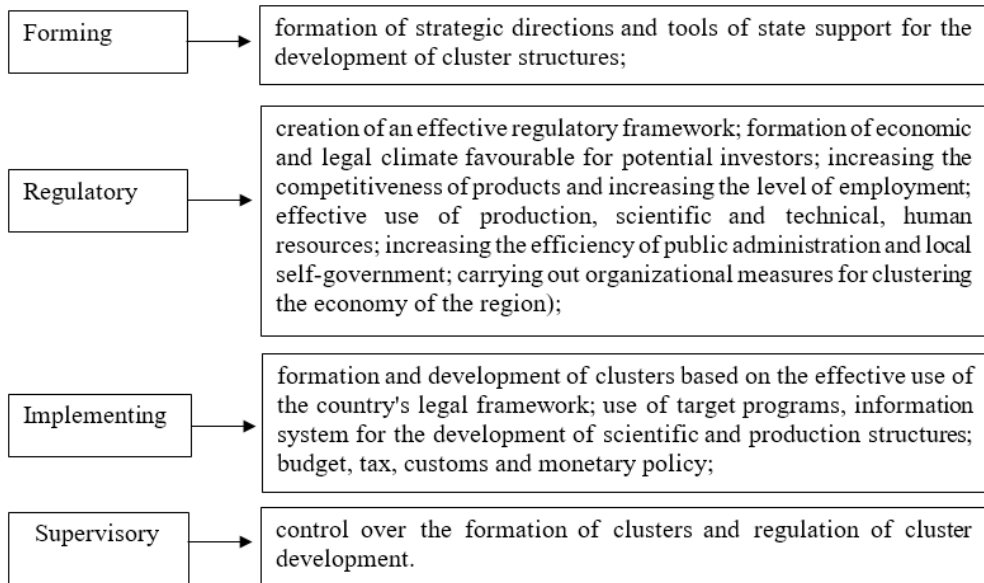 Forming
formation of strategic directions and tools of state support for the
development of cluster structures;
Regulatory
creation of an effective regulatory framework; formation of economic
and legal climate favourable for potential investors; increasing the
competitiveness of products and increasing the level of employment;
effective use of production, scientific and technical, human
resources; increasing the efficiency of public administration and local
self-government; carrying out organizational measures for clustering
the economy of the region);
Implementing
formation and development of clusters based on the effective use of
the country's legal framework; use of target programs, information
system for the development of scientific and production structures;
budget, tax, customs and monetary policy;
Supervisory
control over the formation of clusters and regulation of cluster
development.